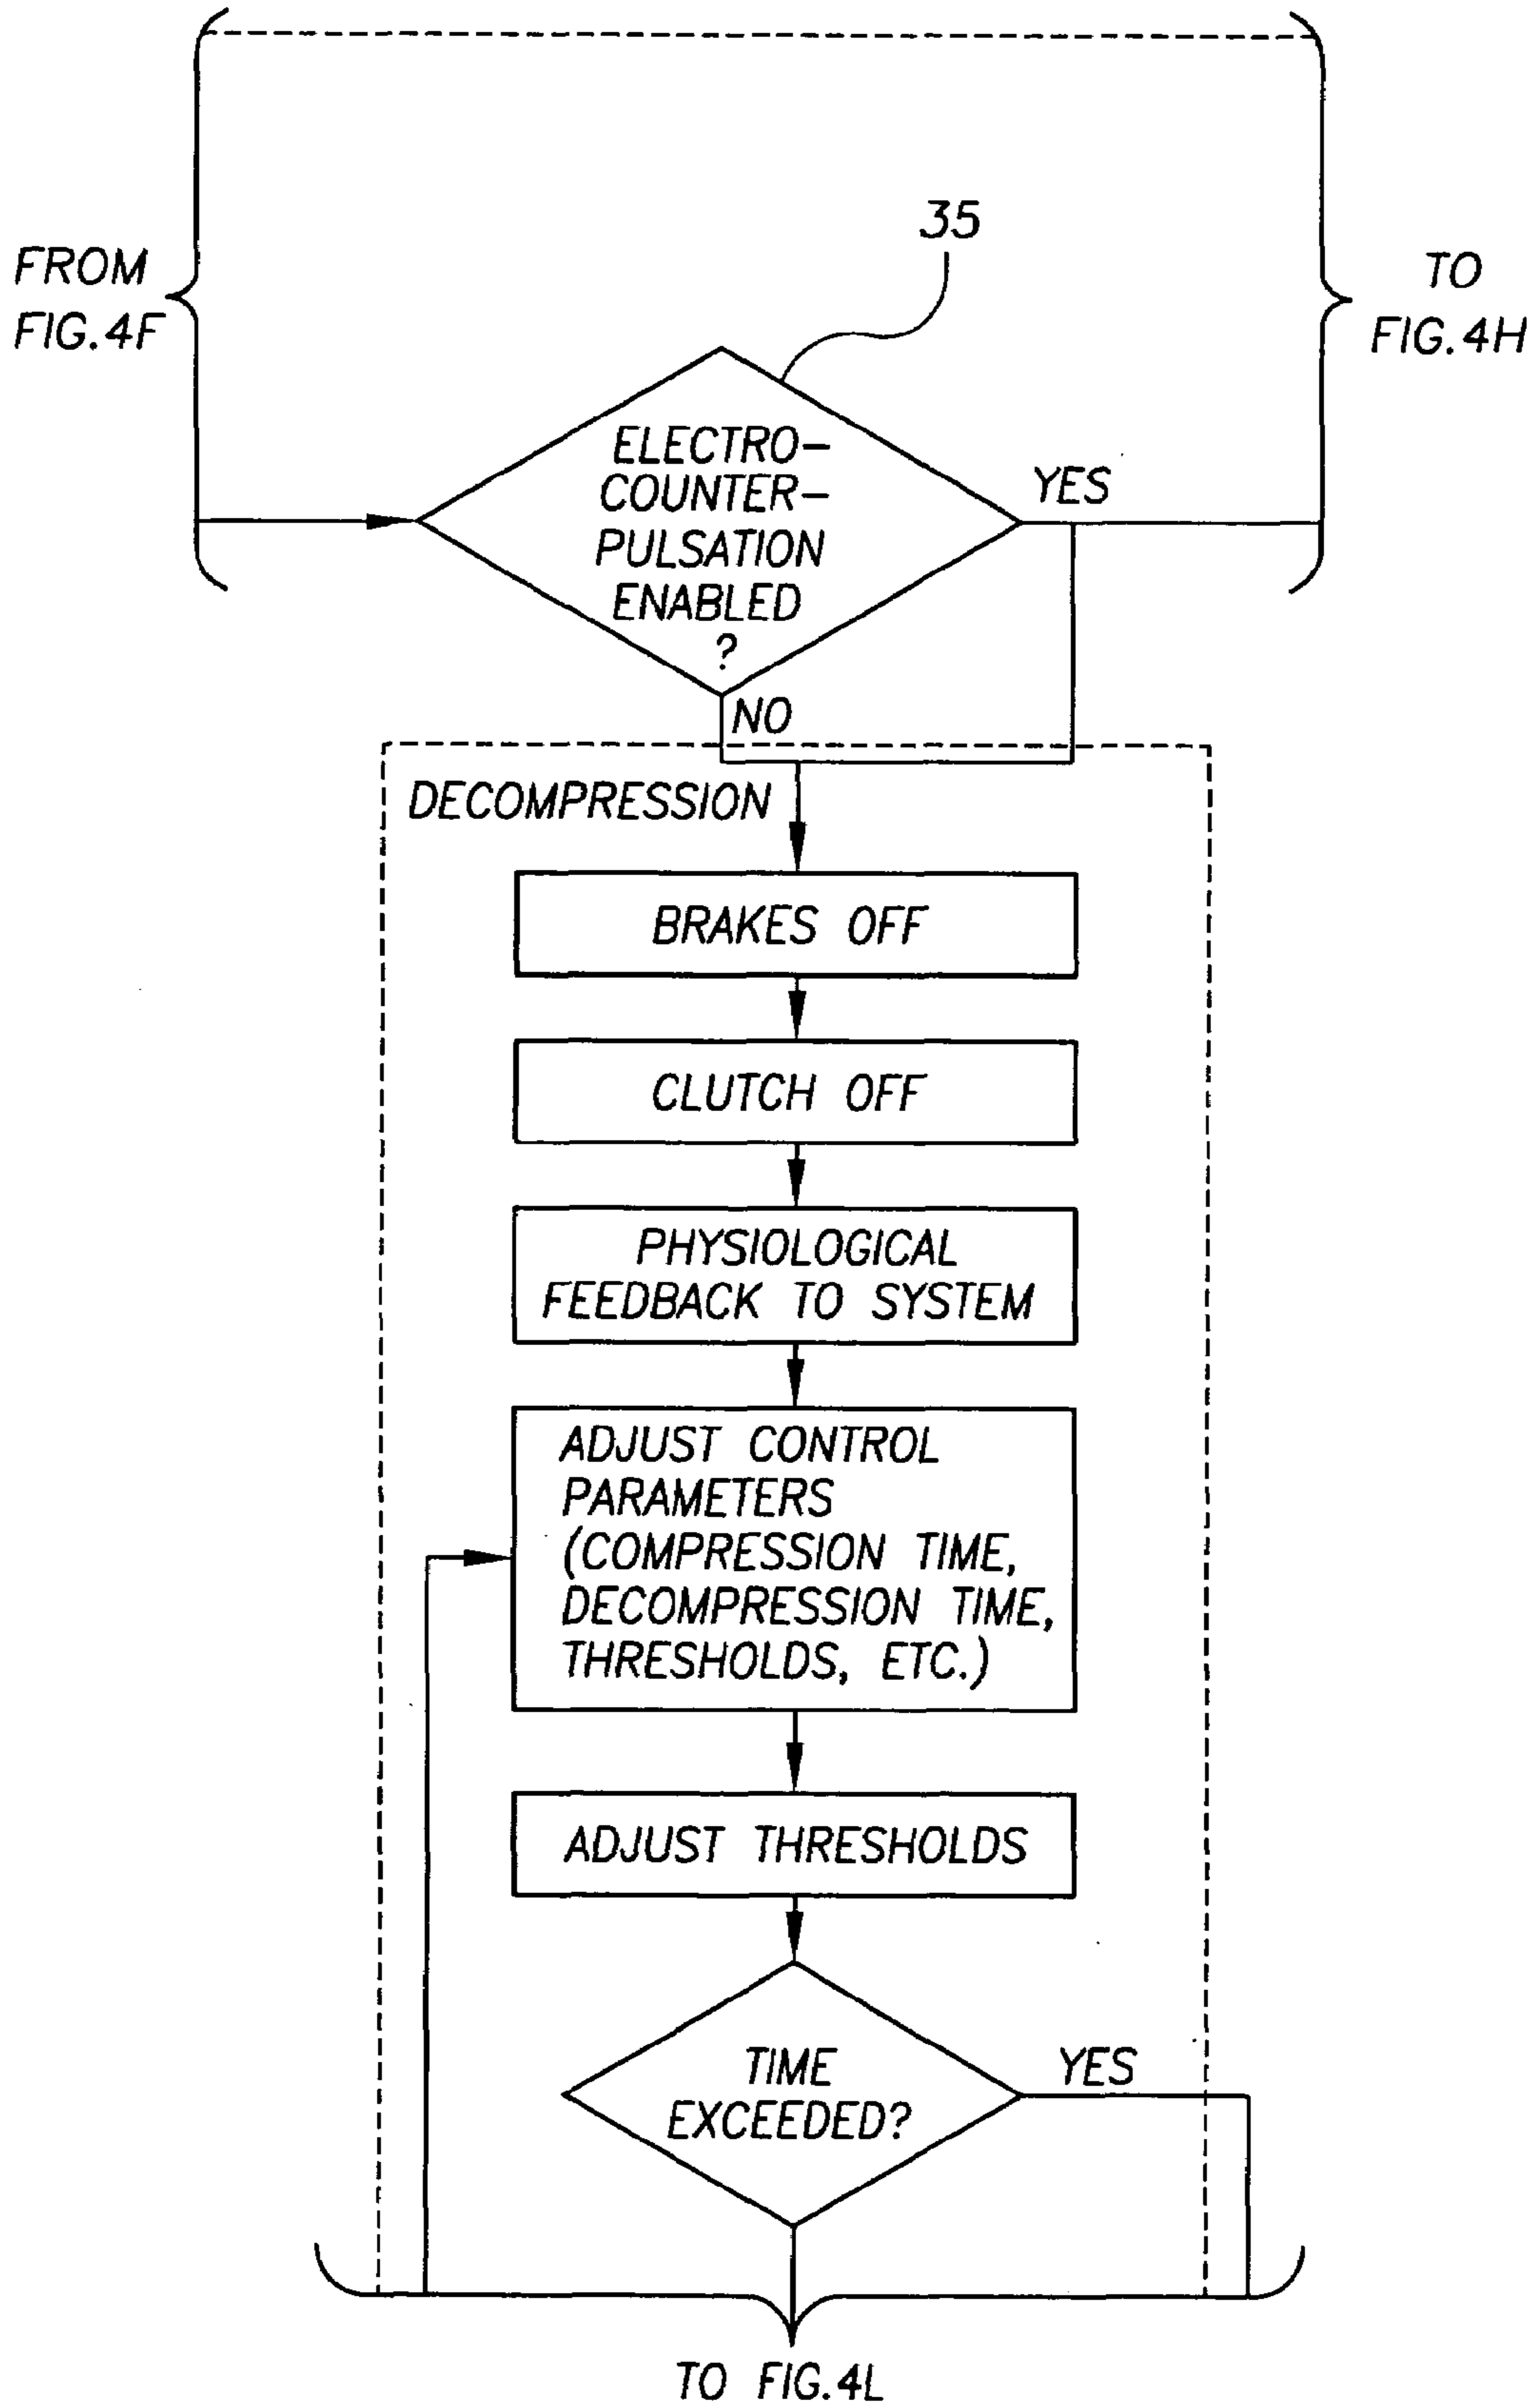 35
FROM
FIG.4F
TO
FIG.4H
ELECTRO-
COUNTER-
PULSATION
ENABLED
?
YES
NO
DECOMPRESSION
BRAKES OFF
CLUTCH OFF
PHYSIOLOGICAL
FEEDBACK TO SYSTEM
ADJUST CONTROL
PARAMETERS
(COMPRESSION TIME,
DECOMPRESSION TIME,
THRESHOLDS, ETC.)
ADJUST THRESHOLDS
TIME
EXCEEDED?
YES
TO FIG.4L